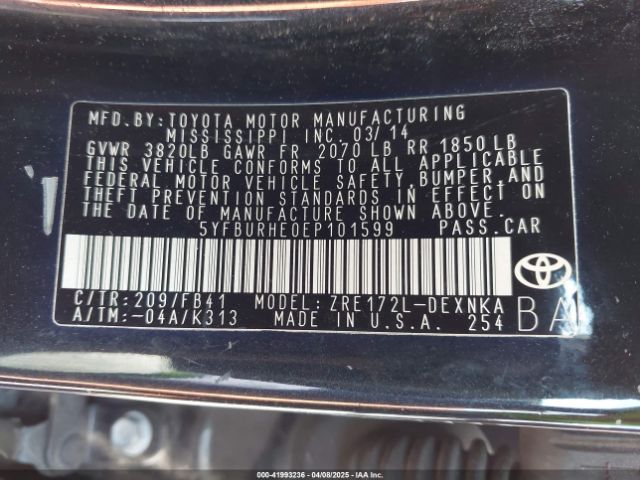 MFD. BY: TOYOTA MOTOR MANUFACTURING
MISSISSIPPI INC. 03/14
GVWR 3820LB GAWR FR 2070 LB RR 1850 LB
THIS VEHICLE CONFORMS TO ALL APPLICABLE
FEDERAL MOTOR VEHICLE SAFETY, BUMPER, AND
THEFT PREVENTION STANDARDS IN EFFECT ON
THE DATE OF MANUFACTURE SHOWN ABOVE.
5YFBURHE0EP101599 PASS. CAR
C/TR: 209/FB41 MODEL: ZRE172L-DEXNKA
A/TM: -04A/K313 MADE IN U.S.A. 254
BA
00-41993236 - 04/08/2025 - IAA Inc.